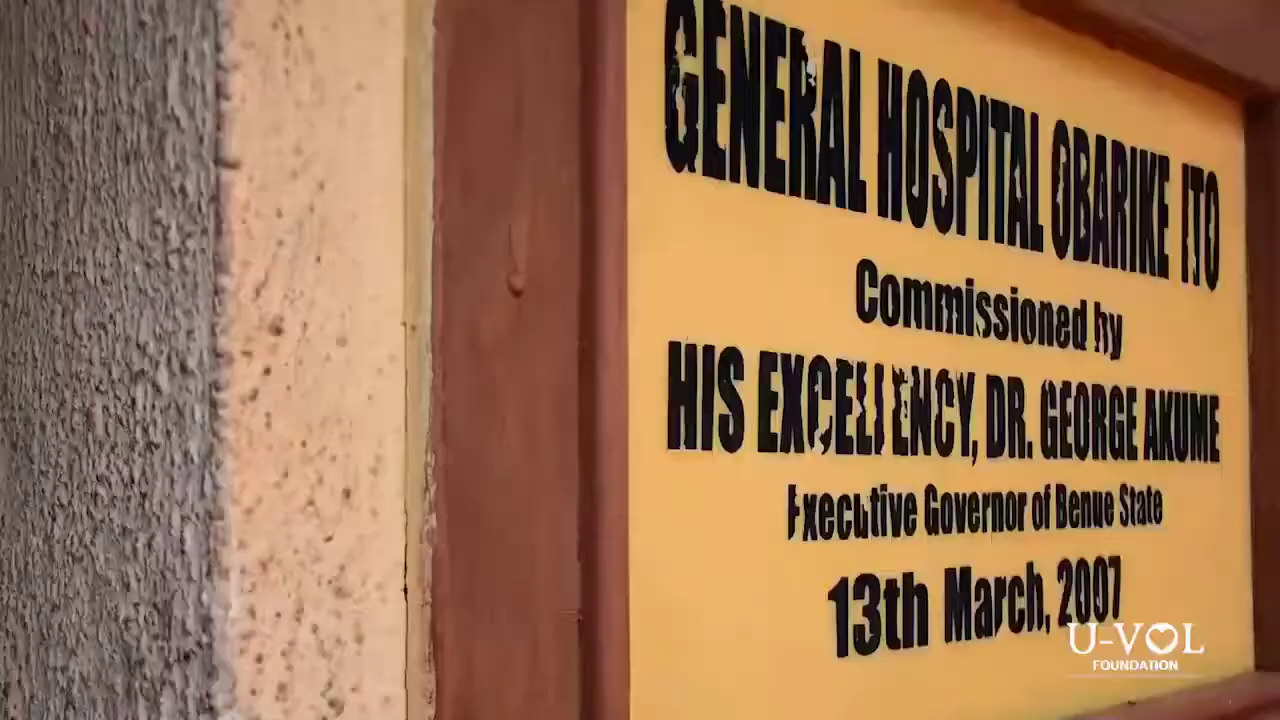 GENERAL HOSPITAL OBARIKE ITO
Commissioned by
HIS EXCELLENCY, DR. GEORGE AKUME
Executive Governor of Benue State
13th March, 2007
U-VOL
FOUNDATION